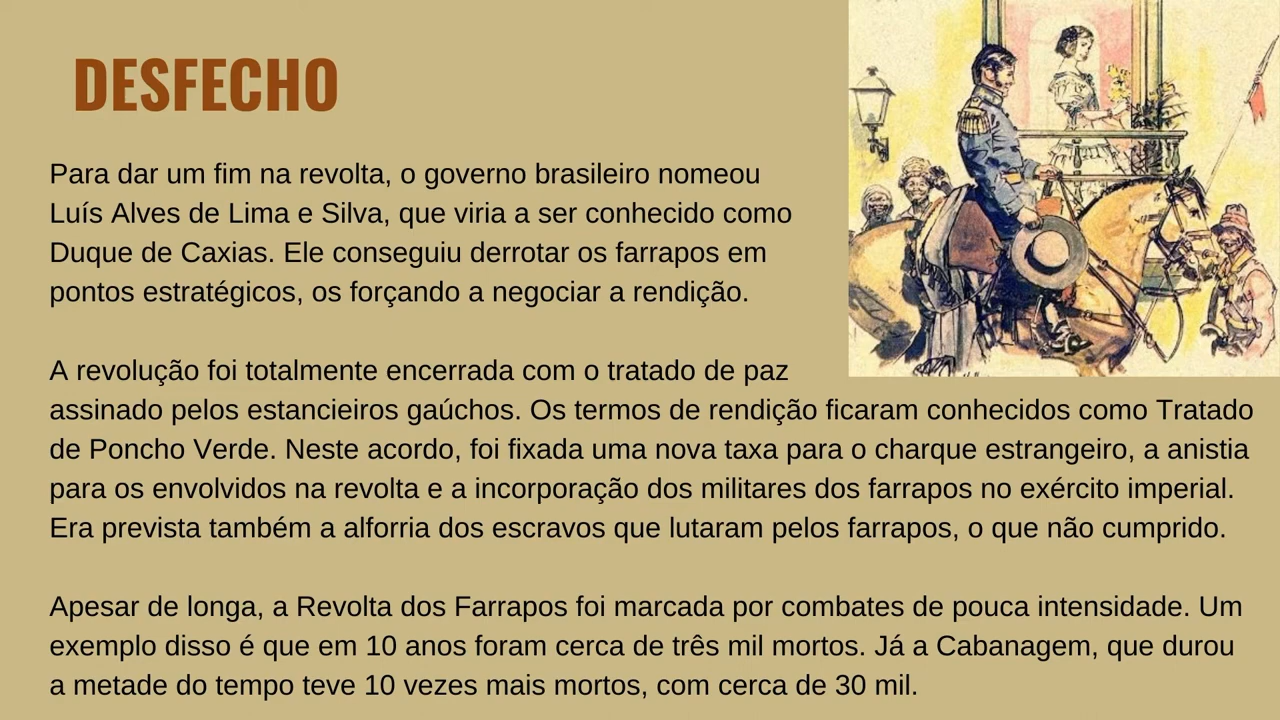 DESFECHO
Para dar um fim na revolta, o governo brasileiro nomeou
Luís Alves de Lima e Silva, que viria a ser conhecido como
Duque de Caxias. Ele conseguiu derrotar os farrapos em
pontos estratégicos, os forçando a negociar a rendição.
A revolução foi totalmente encerrada com o tratado de paz
assinado pelos estancieiros gaúchos. Os termos de rendição ficaram conhecidos como Tratado
de Poncho Verde. Neste acordo, foi fixada uma nova taxa para o charque estrangeiro, a anistia
para os envolvidos na revolta e a incorporação dos militares dos farrapos no exército imperial.
Era prevista também a alforria dos escravos que lutaram pelos farrapos, o que não cumprido.
Apesar de longa, a Revolta dos Farrapos foi marcada por combates de pouca intensidade. Um
exemplo disso é que em 10 anos foram cerca de três mil mortos. Já a Cabanagem, que durou
a metade do tempo teve 10 vezes mais mortos, com cerca de 30 mil.